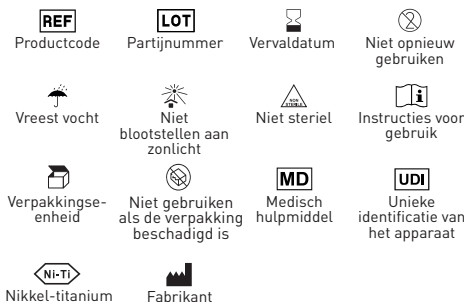 REF
Productcode
LOT
Partijnummer
Vervaldatum
2
Niet opnieuw
gebruiken
Vreest vocht
Niet
blootstellen aan
zonlicht
NON
STERILE
Niet steriel
i
Instructies voor
gebruik
Verpakkingse-
enheid
Niet gebruiken
als de verpakking
beschadigd is
MD
Medisch
hulpmiddel
UDI
Unieke
identificatie van
het apparaat
Ni-Ti
Nikkel-titanium
Fabrikant